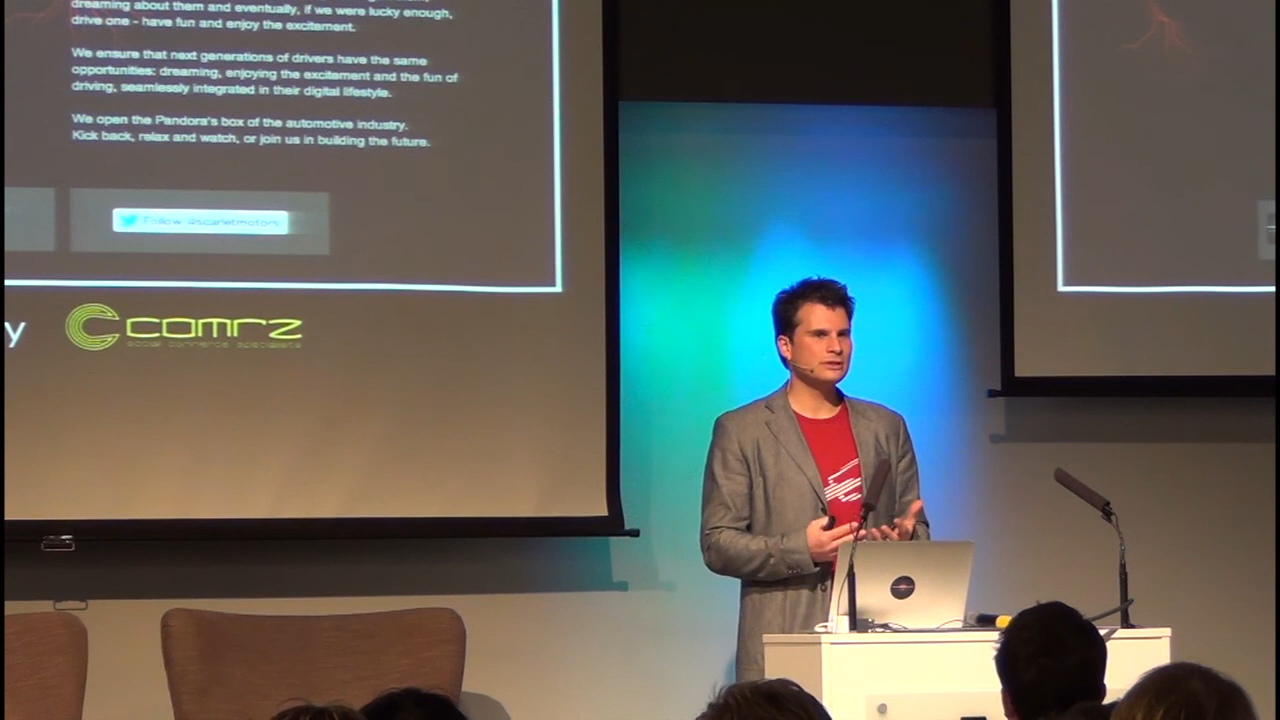 dreaming about them and eventually, if we were lucky enough,
drive one - have fun and enjoy the excitement.
We ensure that next generations of drivers have the same
opportunities: dreaming, enjoying the excitement and the fun of
driving, seamlessly integrated in their digital lifestyle.
We open the Pandora's box of the automotive industry.
Kick back, relax and watch, or join us in building the future.
Follow @scarletmotors
y
comrz
social commerce specialists